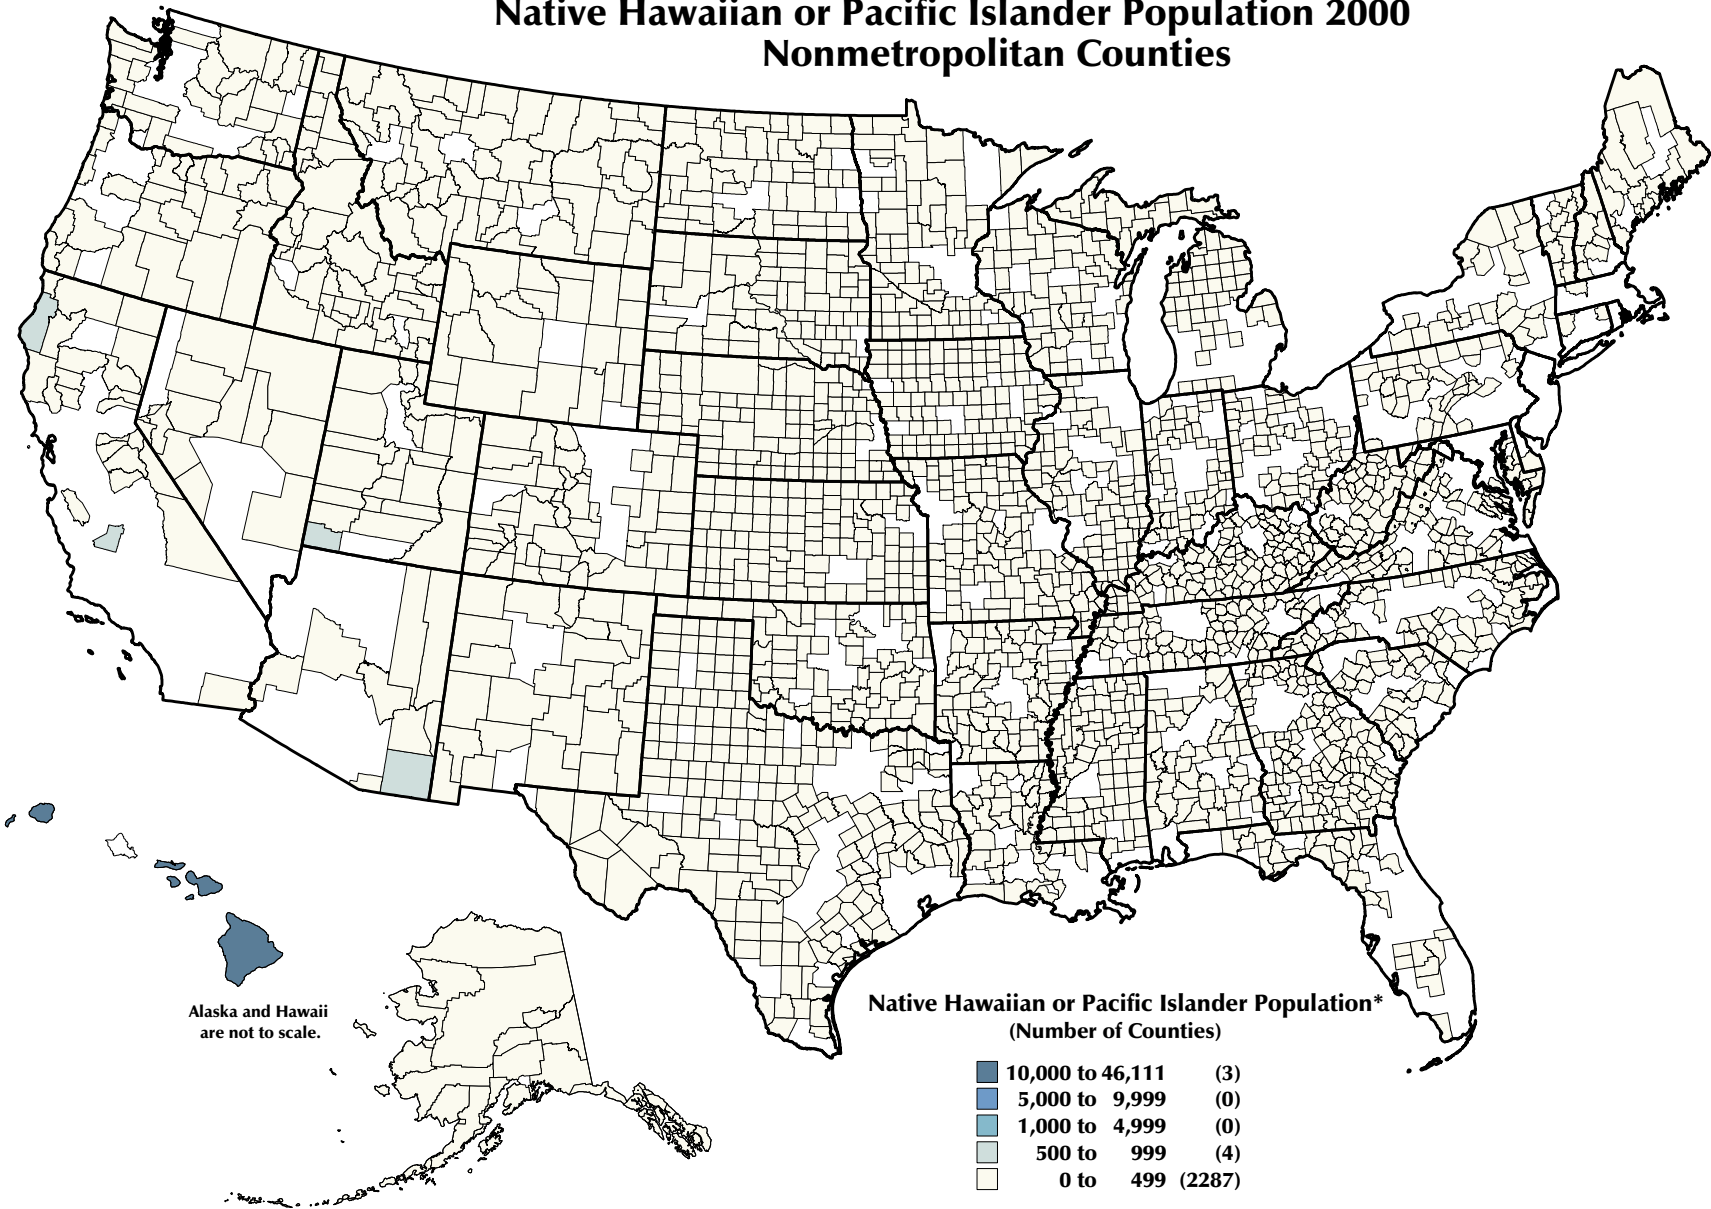 Native Hawaiian or Pacific Islander Population 2000
Nonmetropolitan Counties
Alaska and Hawaii
are not to scale.
Native Hawaiian or Pacific Islander Population*
(Number of Counties)
10,000 to 46,111 (3)
5,000 to 9,999 (0)
1,000 to 4,999 (0)
500 to 999 (4)
0 to 499 (2287)